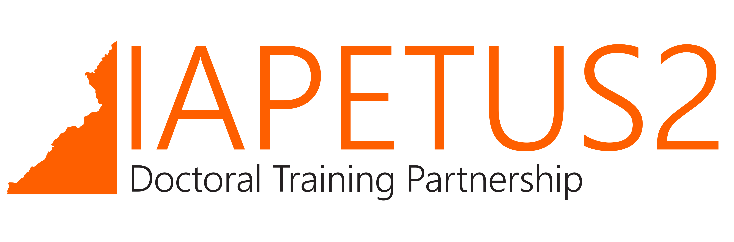 IAPETUS2
Doctoral Training Partnership